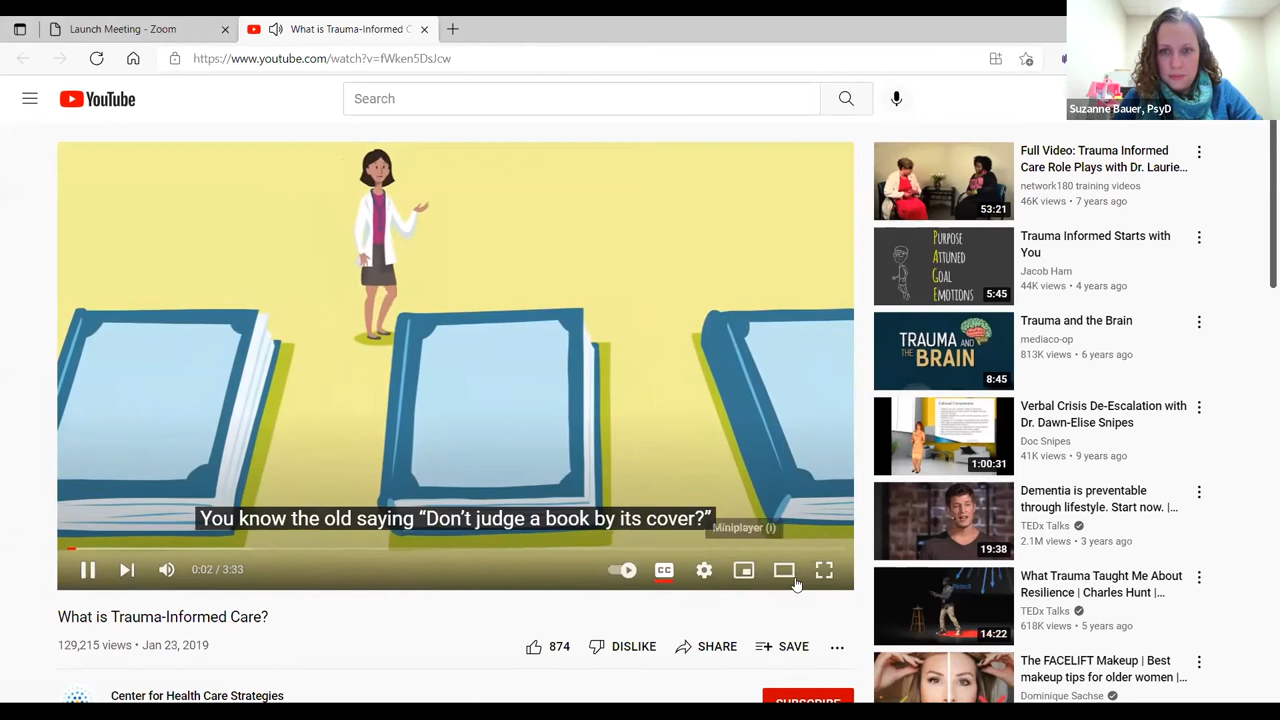 Launch Meeting - Zoom
What is Trauma-Informed C
https://www.youtube.com/watch?v=fWken5DsJcw
Suzanne Bauer, PsyD
YouTube
Search
You know the old saying “Don’t judge a book by its cover?”
Miniplayer (i)
0:02 / 3:33
CC
What is Trauma-Informed Care?
129,215 views • Jan 23, 2019
874
DISLIKE
SHARE
SAVE
Center for Health Care Strategies
SUBSCRIBE
53:21
Full Video: Trauma Informed
Care Role Plays with Dr. Laurie...
network180 training videos
46K views • 7 years ago
PURPOSE
ATTUNED
GOAL
EMOTIONS
5:45
Trauma Informed Starts with
You
Jacob Ham
44K views • 4 years ago
TRAUMA AND
THE BRAIN
8:45
Trauma and the Brain
mediaco-op
813K views • 6 years ago
1:00:31
Verbal Crisis De-Escalation with
Dr. Dawn-Elise Snipes
Doc Snipes
41K views • 9 years ago
19:38
Dementia is preventable
through lifestyle. Start now. |...
TEDx Talks
2.1M views • 3 years ago
14:22
What Trauma Taught Me About
Resilience | Charles Hunt |...
TEDx Talks
618K views • 5 years ago
The FACELIFT Makeup | Best
makeup tips for older women |...
Dominique Sachse